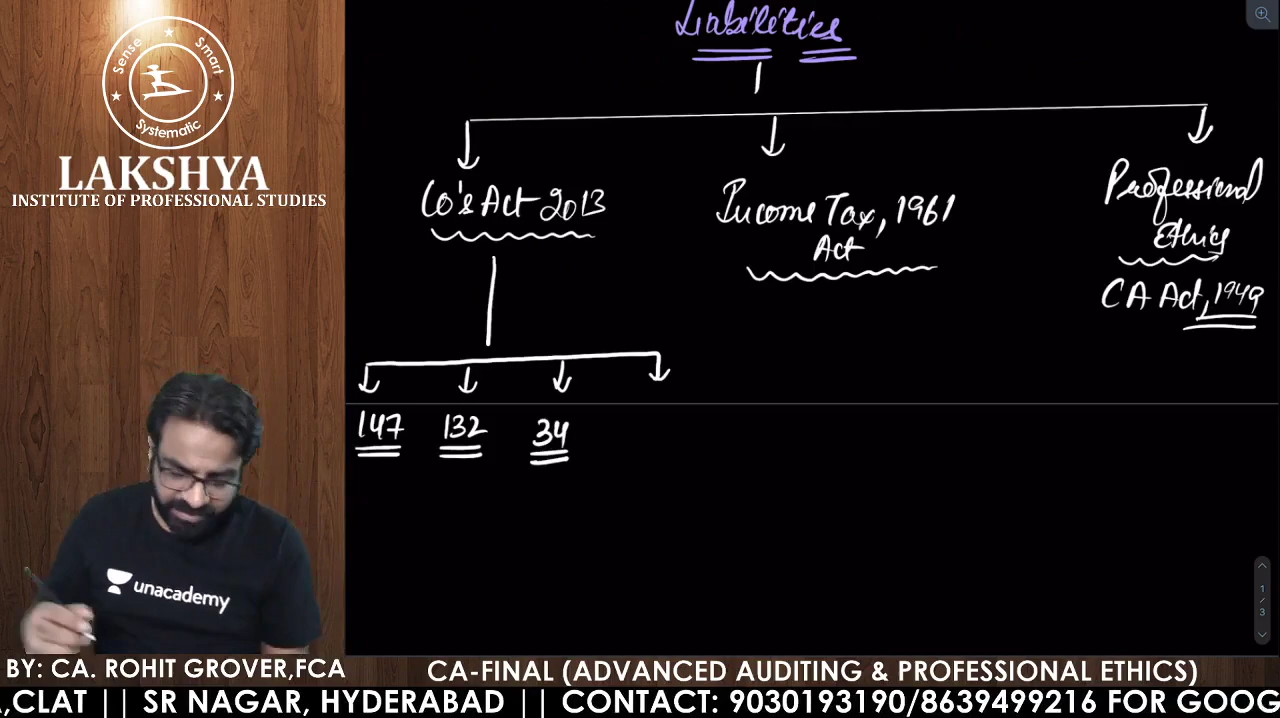 Sense
Smart
Systematic
LAKSHYA
INSTITUTE OF PROFESSIONAL STUDIES
Liabilities
Co's Act 2013
Income Tax, 1961
Act
Professional
Ethics
CA Act, 1949
147 132 34
unacademy
1
/
3
BY: CA. ROHIT GROVER,FCA
CA-FINAL (ADVANCED AUDITING & PROFESSIONAL ETHICS)
,CLAT || SR NAGAR, HYDERABAD || CONTACT: 9030193190/8639499216 FOR GOOG